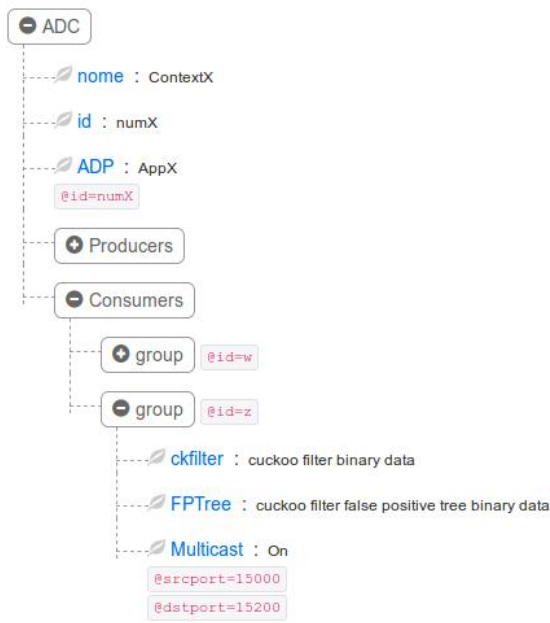 ADC
nome : ContextX
id : numX
ADP : AppX
@id=numX
Producers
Consumers
group @id=w
group @id=z
ckfilter : cuckoo filter binary data
FPTree : cuckoo filter false positive tree binary data
Multicast : On
@srcport=15000
@dstport=15200